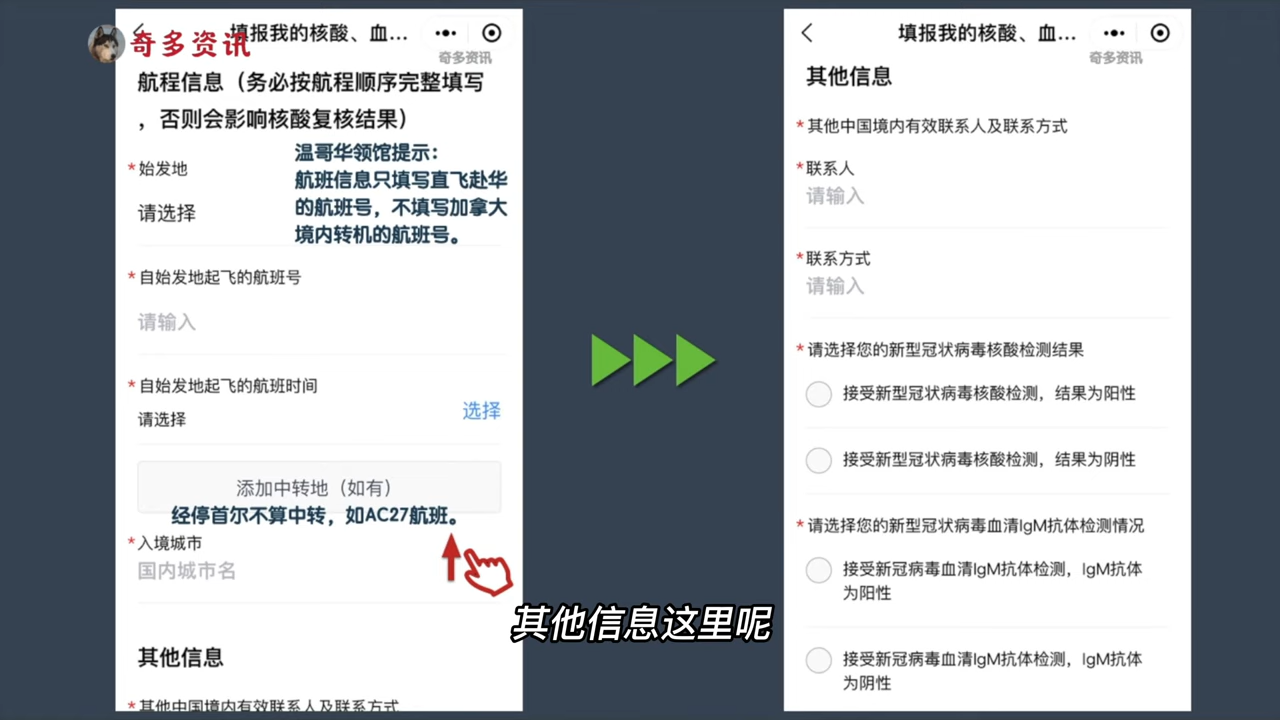 奇多资讯
填报我的核酸、血...
奇多资讯
航程信息（务必按航程顺序完整填写
，否则会影响核酸复核结果）
*始发地
请选择
温哥华领馆提示：
航班信息只填写直飞赴华
的航班号，不填写加拿大
境内转机的航班号。
*自始发地起飞的航班号
请输入
*自始发地起飞的航班时间
请选择
选择
添加中转地（如有）
经停首尔不算中转，如AC27航班。
*入境城市
国内城市名
其他信息
*其他中国境内有效联系人及联系方式
填报我的核酸、血...
奇多资讯
其他信息
*其他中国境内有效联系人及联系方式
*联系人
请输入
*联系方式
请输入
*请选择您的新型冠状病毒核酸检测结果
接受新型冠状病毒核酸检测，结果为阳性
接受新型冠状病毒核酸检测，结果为阴性
*请选择您的新型冠状病毒血清IgM抗体检测情况
接受新冠病毒血清IgM抗体检测，IgM抗体
为阳性
接受新冠病毒血清IgM抗体检测，IgM抗体
为阴性
其他信息这里呢